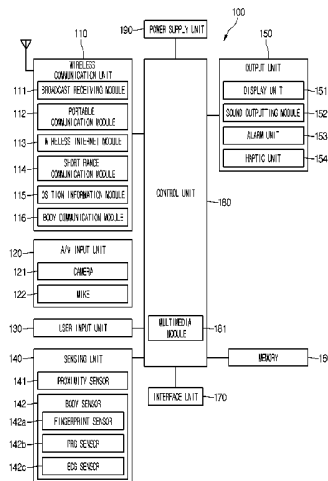 190
POWER SUPPLY UNIT
100
110
WIRELESS
COMMUNICATION UNIT
111
BROADCAST RECEIVING MODULE
112
PORTABLE
COMMUNICATION MODULE
113
WIRELESS INTERNET MODULE
114
SHORT RANGE
COMMUNICATION MODULE
115
OSITION INFORMATION MODULE
116
BODY COMMUNICATION MODULE
120
A/V INPUT UNIT
121
CAMERA
122
MIKE
130
USER INPUT UNIT
140
SENSING UNIT
141
PROXIMITY SENSOR
142
BODY SENSOR
142a
FINGERPRINT SENSOR
142b
PRG SENSOR
142c
ECG SENSOR
CONTROL UNIT
180
MULTIMEDIA
MODULE
181
INTERFACE UNIT
170
150
OUTPUT UNIT
DISPLAY UNIT
151
SOUND OUTPUTTING MODULE
152
ALARM UNIT
153
HAPTIC UNIT
154
MEMORY
160